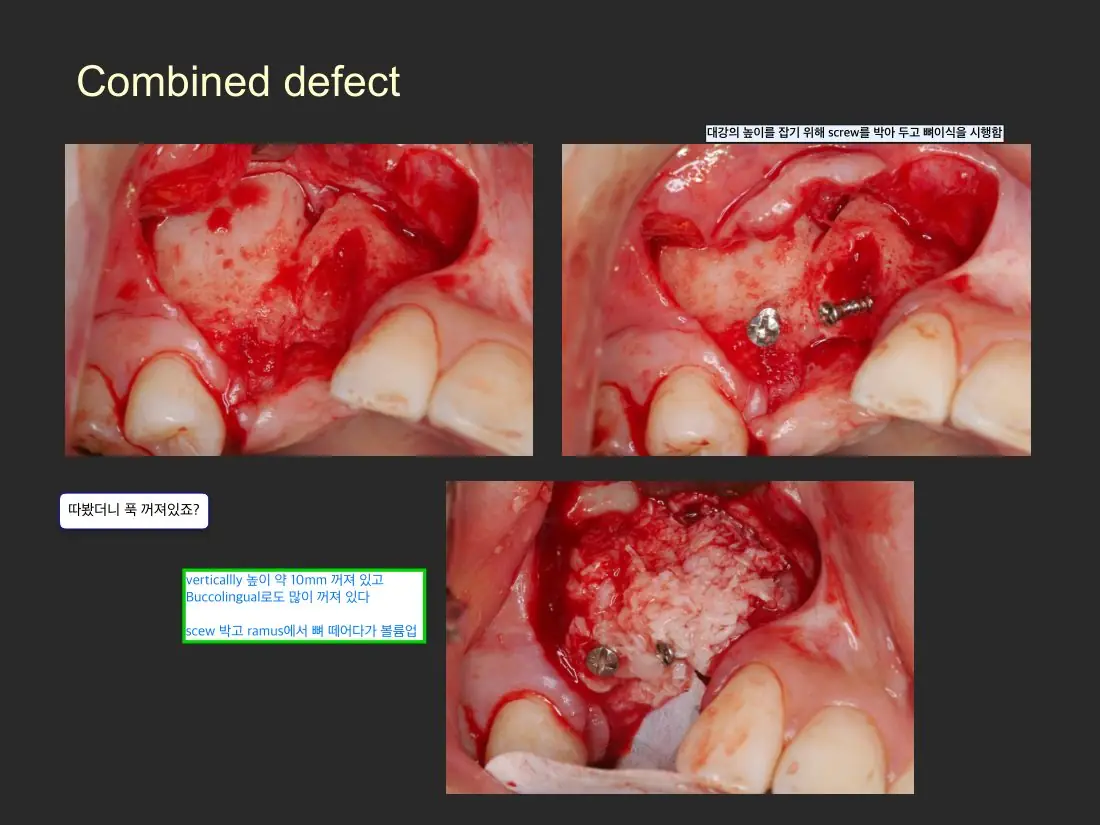 Combined defect
대강의 높이를 잡기 위해 screw를 박아 두고 뼈이식을 시행함
따봤더니 푹 꺼져있죠?
verticallly 높이 약 10mm 꺼져 있고
Buccolingual로도 많이 꺼져 있다
scew 박고 ramus에서 뼈 떼어다가 볼륨업